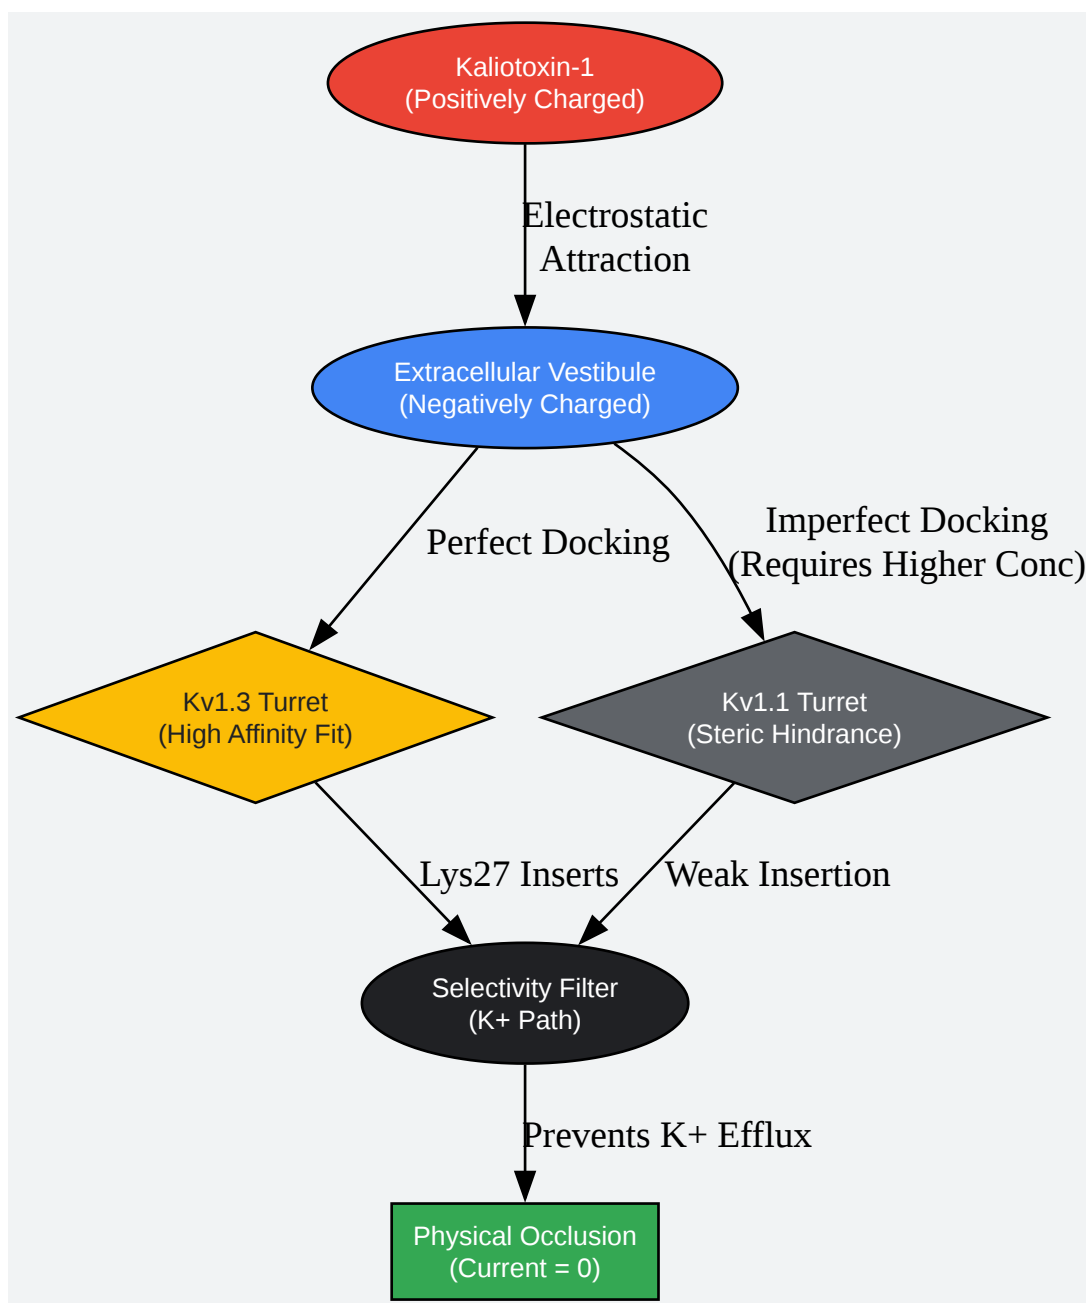 Kaliotoxin-1
(Positively Charged)
Electrostatic
Attraction
Extracellular Vestibule
(Negatively Charged)
Perfect Docking
Imperfect Docking
(Requires Higher Conc)
Kv1.3 Turret
(High Affinity Fit)
Kv1.1 Turret
(Steric Hindrance)
Lys27 Inserts
Weak Insertion
Selectivity Filter
(K+ Path)
Prevents K+ Efflux
Physical Occlusion
(Current = 0)